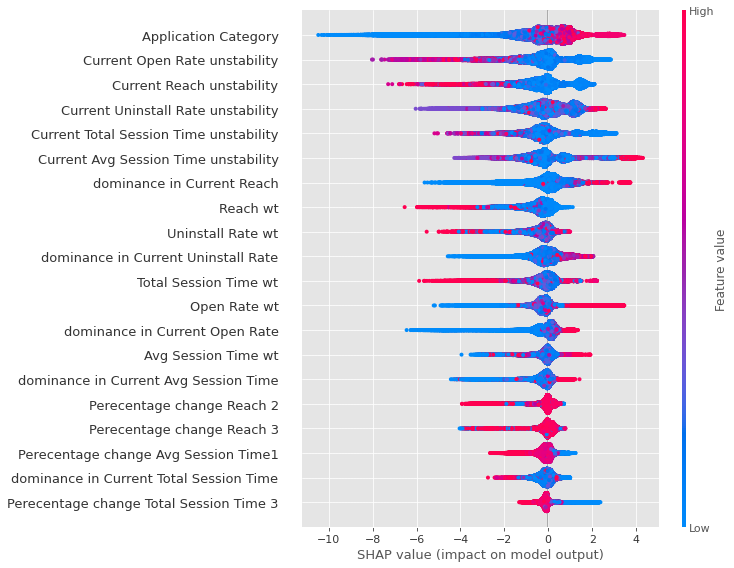 High
Application Category
Current Open Rate unstability
Current Reach unstability
Current Uninstall Rate unstability
Current Total Session Time unstability
Current Avg Session Time unstability
dominance in Current Reach
Reach wt
Uninstall Rate wt
dominance in Current Uninstall Rate
Total Session Time wt
Open Rate wt
dominance in Current Open Rate
Avg Session Time wt
dominance in Current Avg Session Time
Perecentage change Reach 2
Perecentage change Reach 3
Perecentage change Avg Session Time1
dominance in Current Total Session Time
Perecentage change Total Session Time 3
Feature value
Low
−10 −8 −6 −4 −2 0 2 4
SHAP value (impact on model output)